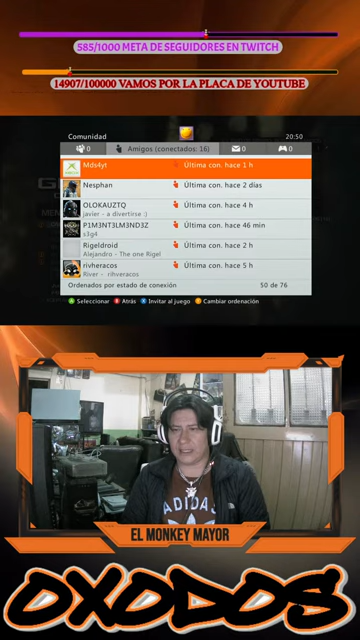 585/1000 META DE SEGUIDORES EN TWITCH
14907/100000 VAMOS POR LA PLACA DE YOUTUBE
Comunidad 20:50
0 Amigos (conectados: 16) 0 0
Mds4yt Última con. hace 1 h
Nesphan Última con. hace 2 días
OLOKAUZTQ Última con. hace 4 h
javier - a divertirse :)
P1M3NT3LM3ND3Z Última con. hace 46 min
s3g4
Rigeldroid Última con. hace 2 h
Alejandro - The one Rigel
rivheracos Última con. hace 5 h
River - rihveracos
Ordenados por estado de conexión 50 de 76
A Seleccionar B Atrás X Invitar al juego Y Cambiar ordenación
ADIDAS
EL MONKEY MAYOR
OXODOS